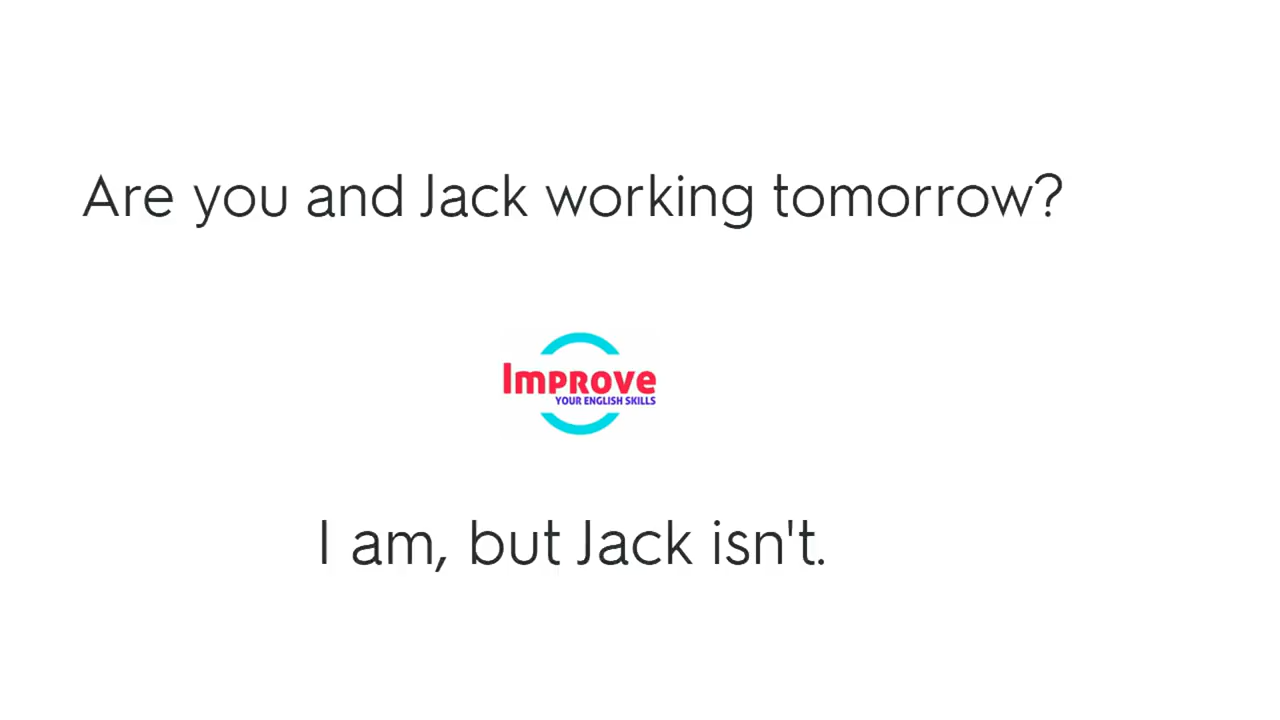 Are you and Jack working tomorrow?
Improve
YOUR ENGLISH SKILLS
I am, but Jack isn't.